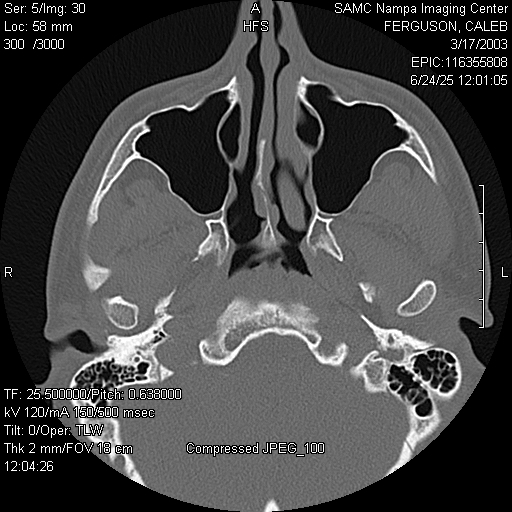 Ser: 5/Img: 30
Loc: 58 mm
300 /3000
A
HFS
SAMC Nampa Imaging Center
FERGUSON, CALEB
3/17/2003
EPIC:116355808
6/24/25 12:01:05
R
L
TF: 25.500000/Pitch: 0.638000
kV 120/mA 150/500 msec
Tilt: 0/Oper: TLW
Thk 2 mm/FOV 18 cm
12:04:26
Compressed JPEG_100